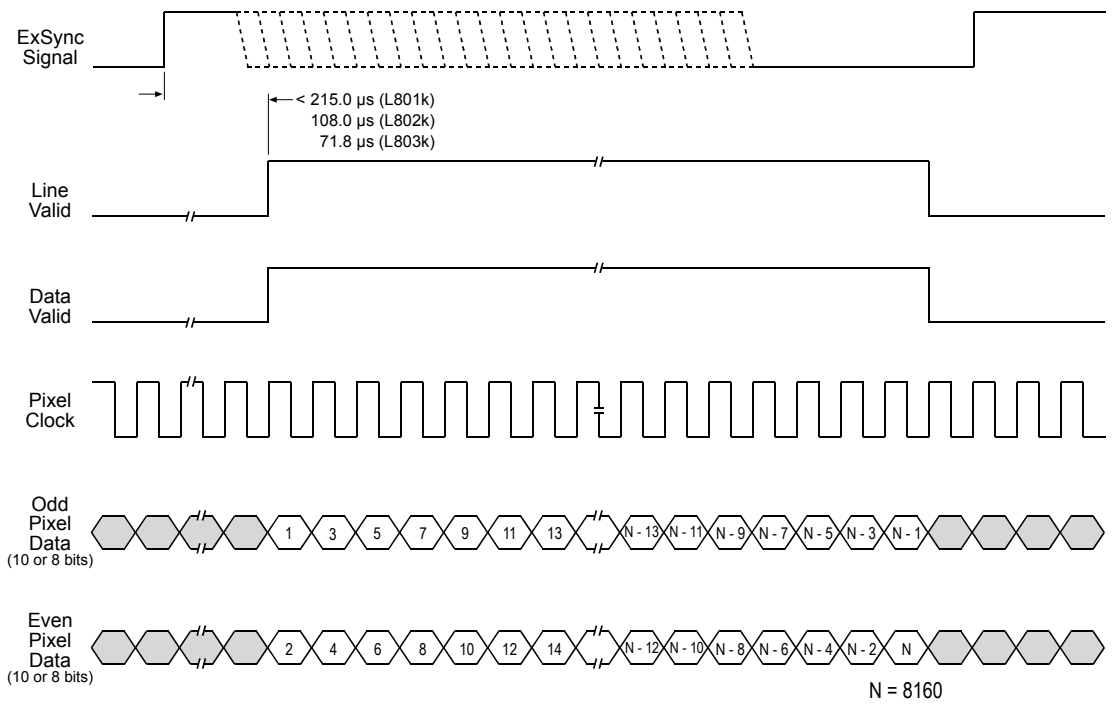 ExSync
Signal
< 215.0 µs (L801k)
108.0 µs (L802k)
71.8 µs (L803k)
Line
Valid
Data
Valid
Pixel
Clock
Odd
Pixel
Data
(10 or 8 bits)
1 3 5 7 9 11 13 N - 13 N - 11 N - 9 N - 7 N - 5 N - 3 N - 1
Even
Pixel
Data
(10 or 8 bits)
2 4 6 8 10 12 14 N - 12 N - 10 N - 8 N - 6 N - 4 N - 2 N
N = 8160